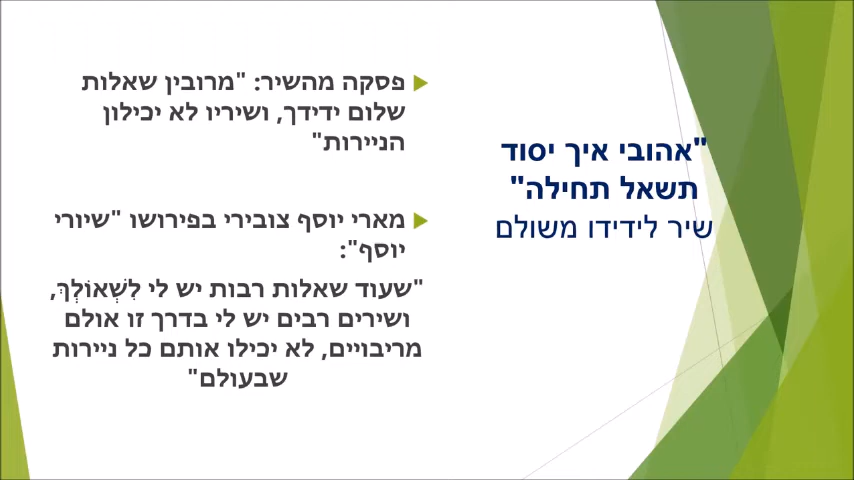 "אהובי איך יסוד
תשאל תחילה"
שיר לידידו משולם
פסקה מהשיר: "מרובין שאלות
שלום ידידך, ושיריו לא יכילון
הניירות"
מארי יוסף צובירי בפירושו "שיורי
יוסף":
"שעוד שאלות רבות יש לי לִשְׁאוֹלְךָ,
ושירים רבים יש לי בדרך זו אולם
מריבויים, לא יכילו אותם כל ניירות
שבעולם"